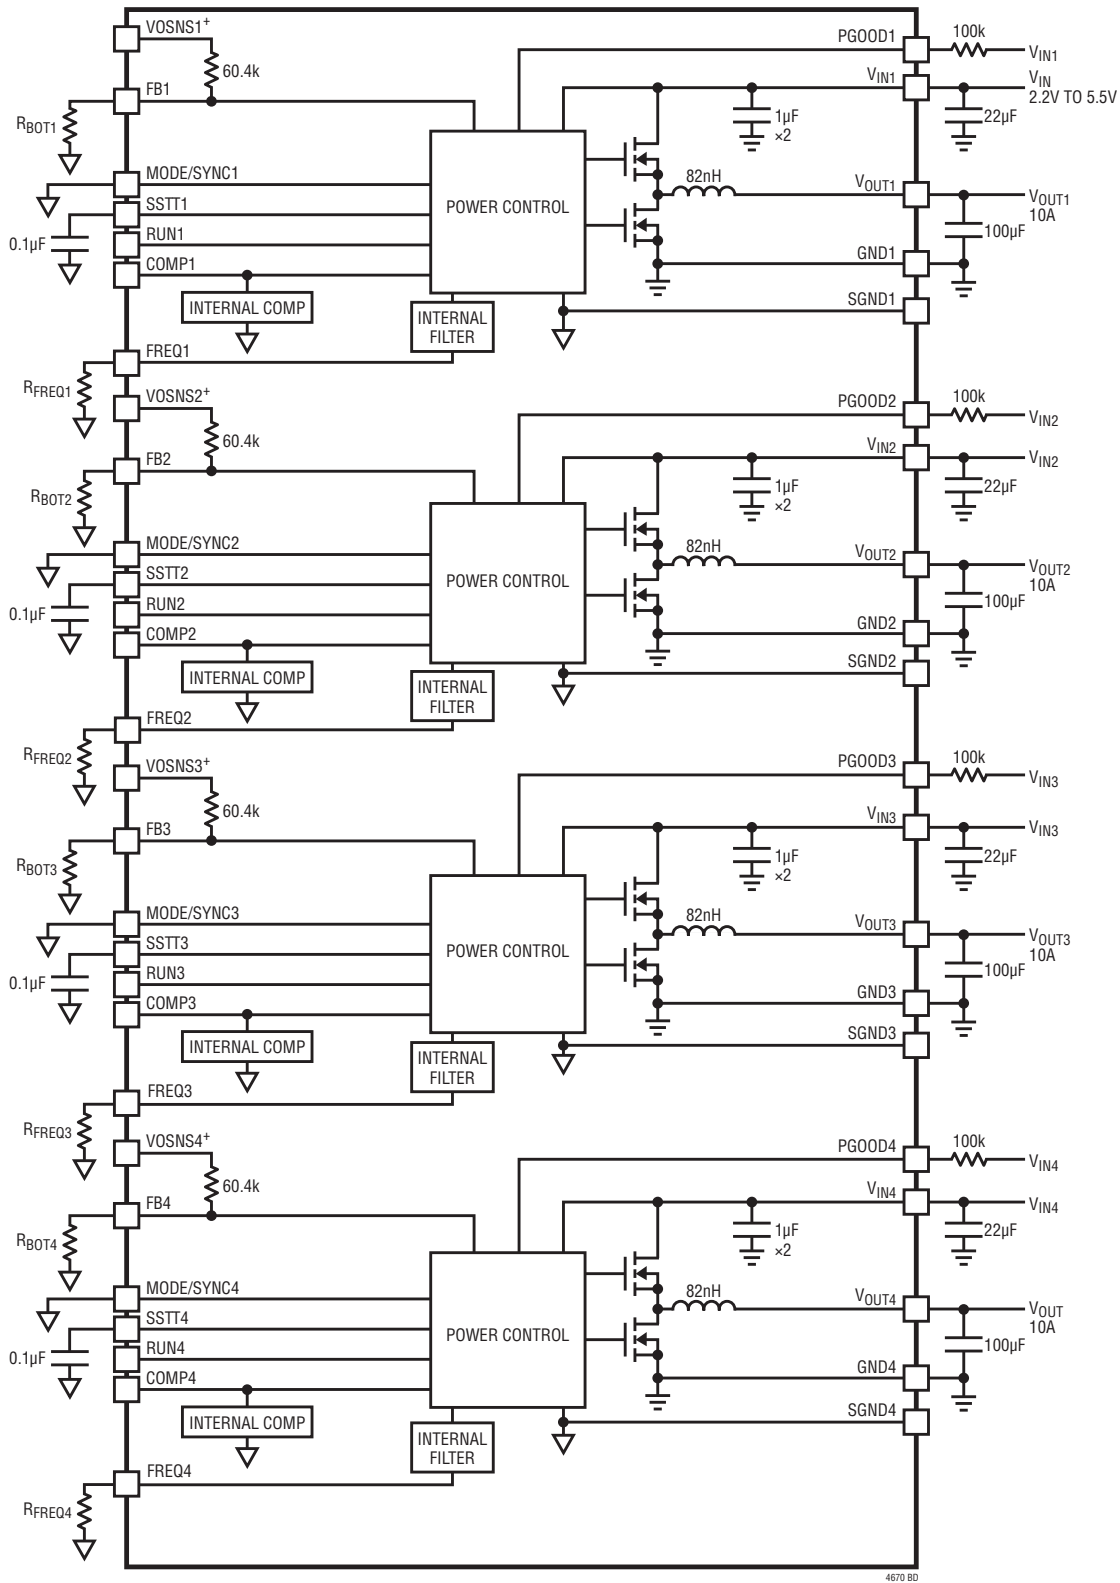 VOSNS1+
60.4k
FB1
RBOT1
MODE/SYNC1
SSTT1
0.1µF
RUN1
COMP1
INTERNAL COMP
FREQ1
RFREQ1
POWER CONTROL
INTERNAL
FILTER
82nH
1µF
×2
PGOOD1
100k
VIN1
VIN1
VIN
2.2V TO 5.5V
22µF
VOUT1
VOUT1
10A
100µF
GND1
SGND1
VOSNS2+
60.4k
FB2
RBOT2
MODE/SYNC2
SSTT2
0.1µF
RUN2
COMP2
INTERNAL COMP
FREQ2
RFREQ2
POWER CONTROL
INTERNAL
FILTER
82nH
1µF
×2
PGOOD2
100k
VIN2
VIN2
VIN2
22µF
VOUT2
VOUT2
10A
100µF
GND2
SGND2
VOSNS3+
60.4k
FB3
RBOT3
MODE/SYNC3
SSTT3
0.1µF
RUN3
COMP3
INTERNAL COMP
FREQ3
RFREQ3
POWER CONTROL
INTERNAL
FILTER
82nH
1µF
×2
PGOOD3
100k
VIN3
VIN3
VIN3
22µF
VOUT3
VOUT3
10A
100µF
GND3
SGND3
VOSNS4+
60.4k
FB4
RBOT4
MODE/SYNC4
SSTT4
0.1µF
RUN4
COMP4
INTERNAL COMP
FREQ4
RFREQ4
POWER CONTROL
INTERNAL
FILTER
82nH
1µF
×2
PGOOD4
100k
VIN4
VIN4
VIN4
22µF
VOUT4
VOUT
10A
100µF
GND4
SGND4
4670 BD